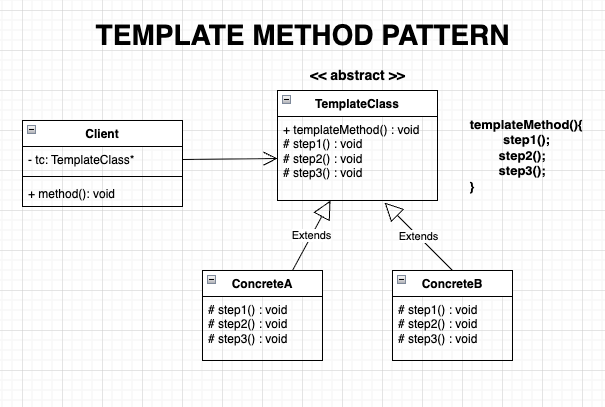 TEMPLATE METHOD PATTERN
<< abstract >>
TemplateClass
+ templateMethod() : void
# step1() : void
# step2() : void
# step3() : void
templateMethod(){
step1();
step2();
step3();
}
Client
- tc: TemplateClass*
+ method(): void
Extends
Extends
ConcreteA
# step1() : void
# step2() : void
# step3() : void
ConcreteB
# step1() : void
# step2() : void
# step3() : void